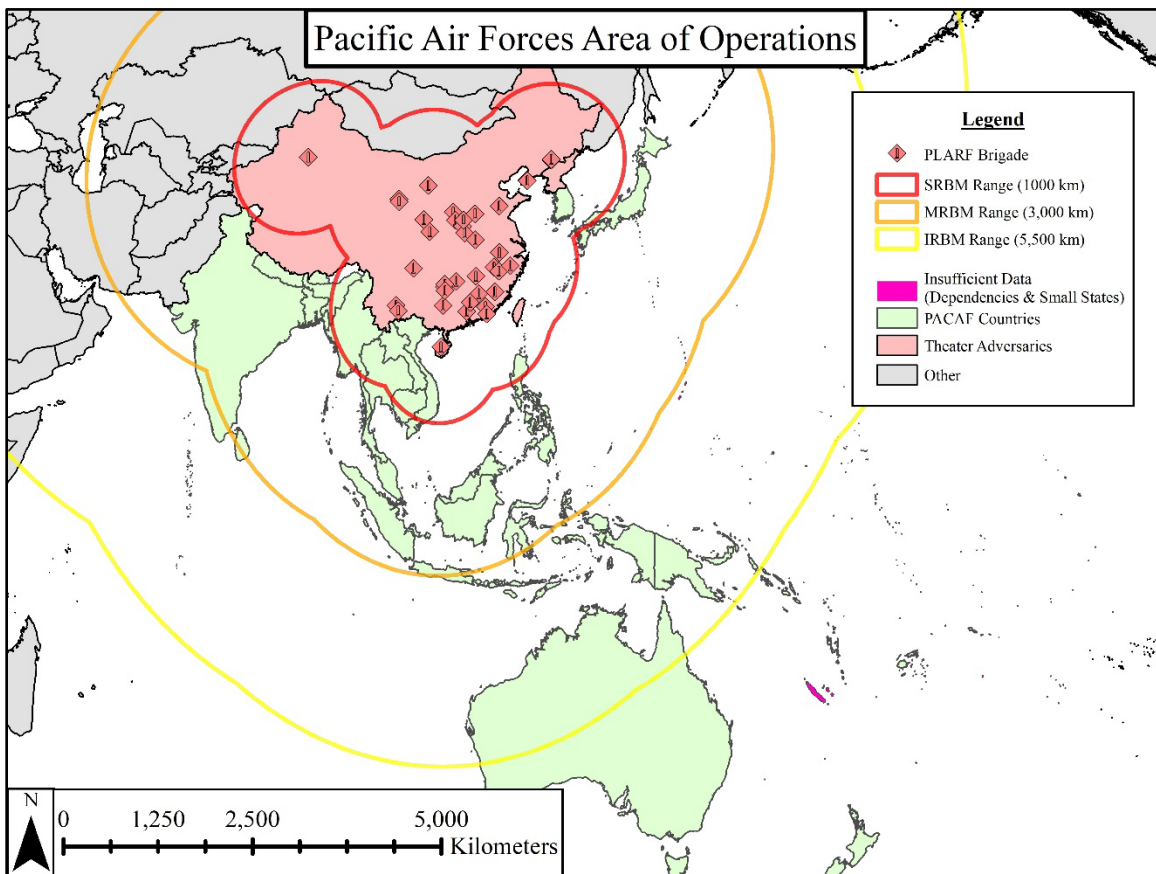 Pacific Air Forces Area of Operations
Legend
PLARF Brigade
SRBM Range (1000 km)
MRBM Range (3,000 km)
IRBM Range (5,500 km)
Insufficient Data
(Dependencies & Small States)
PACAF Countries
Theater Adversaries
Other
N
0 1,250 2,500 5,000
Kilometers